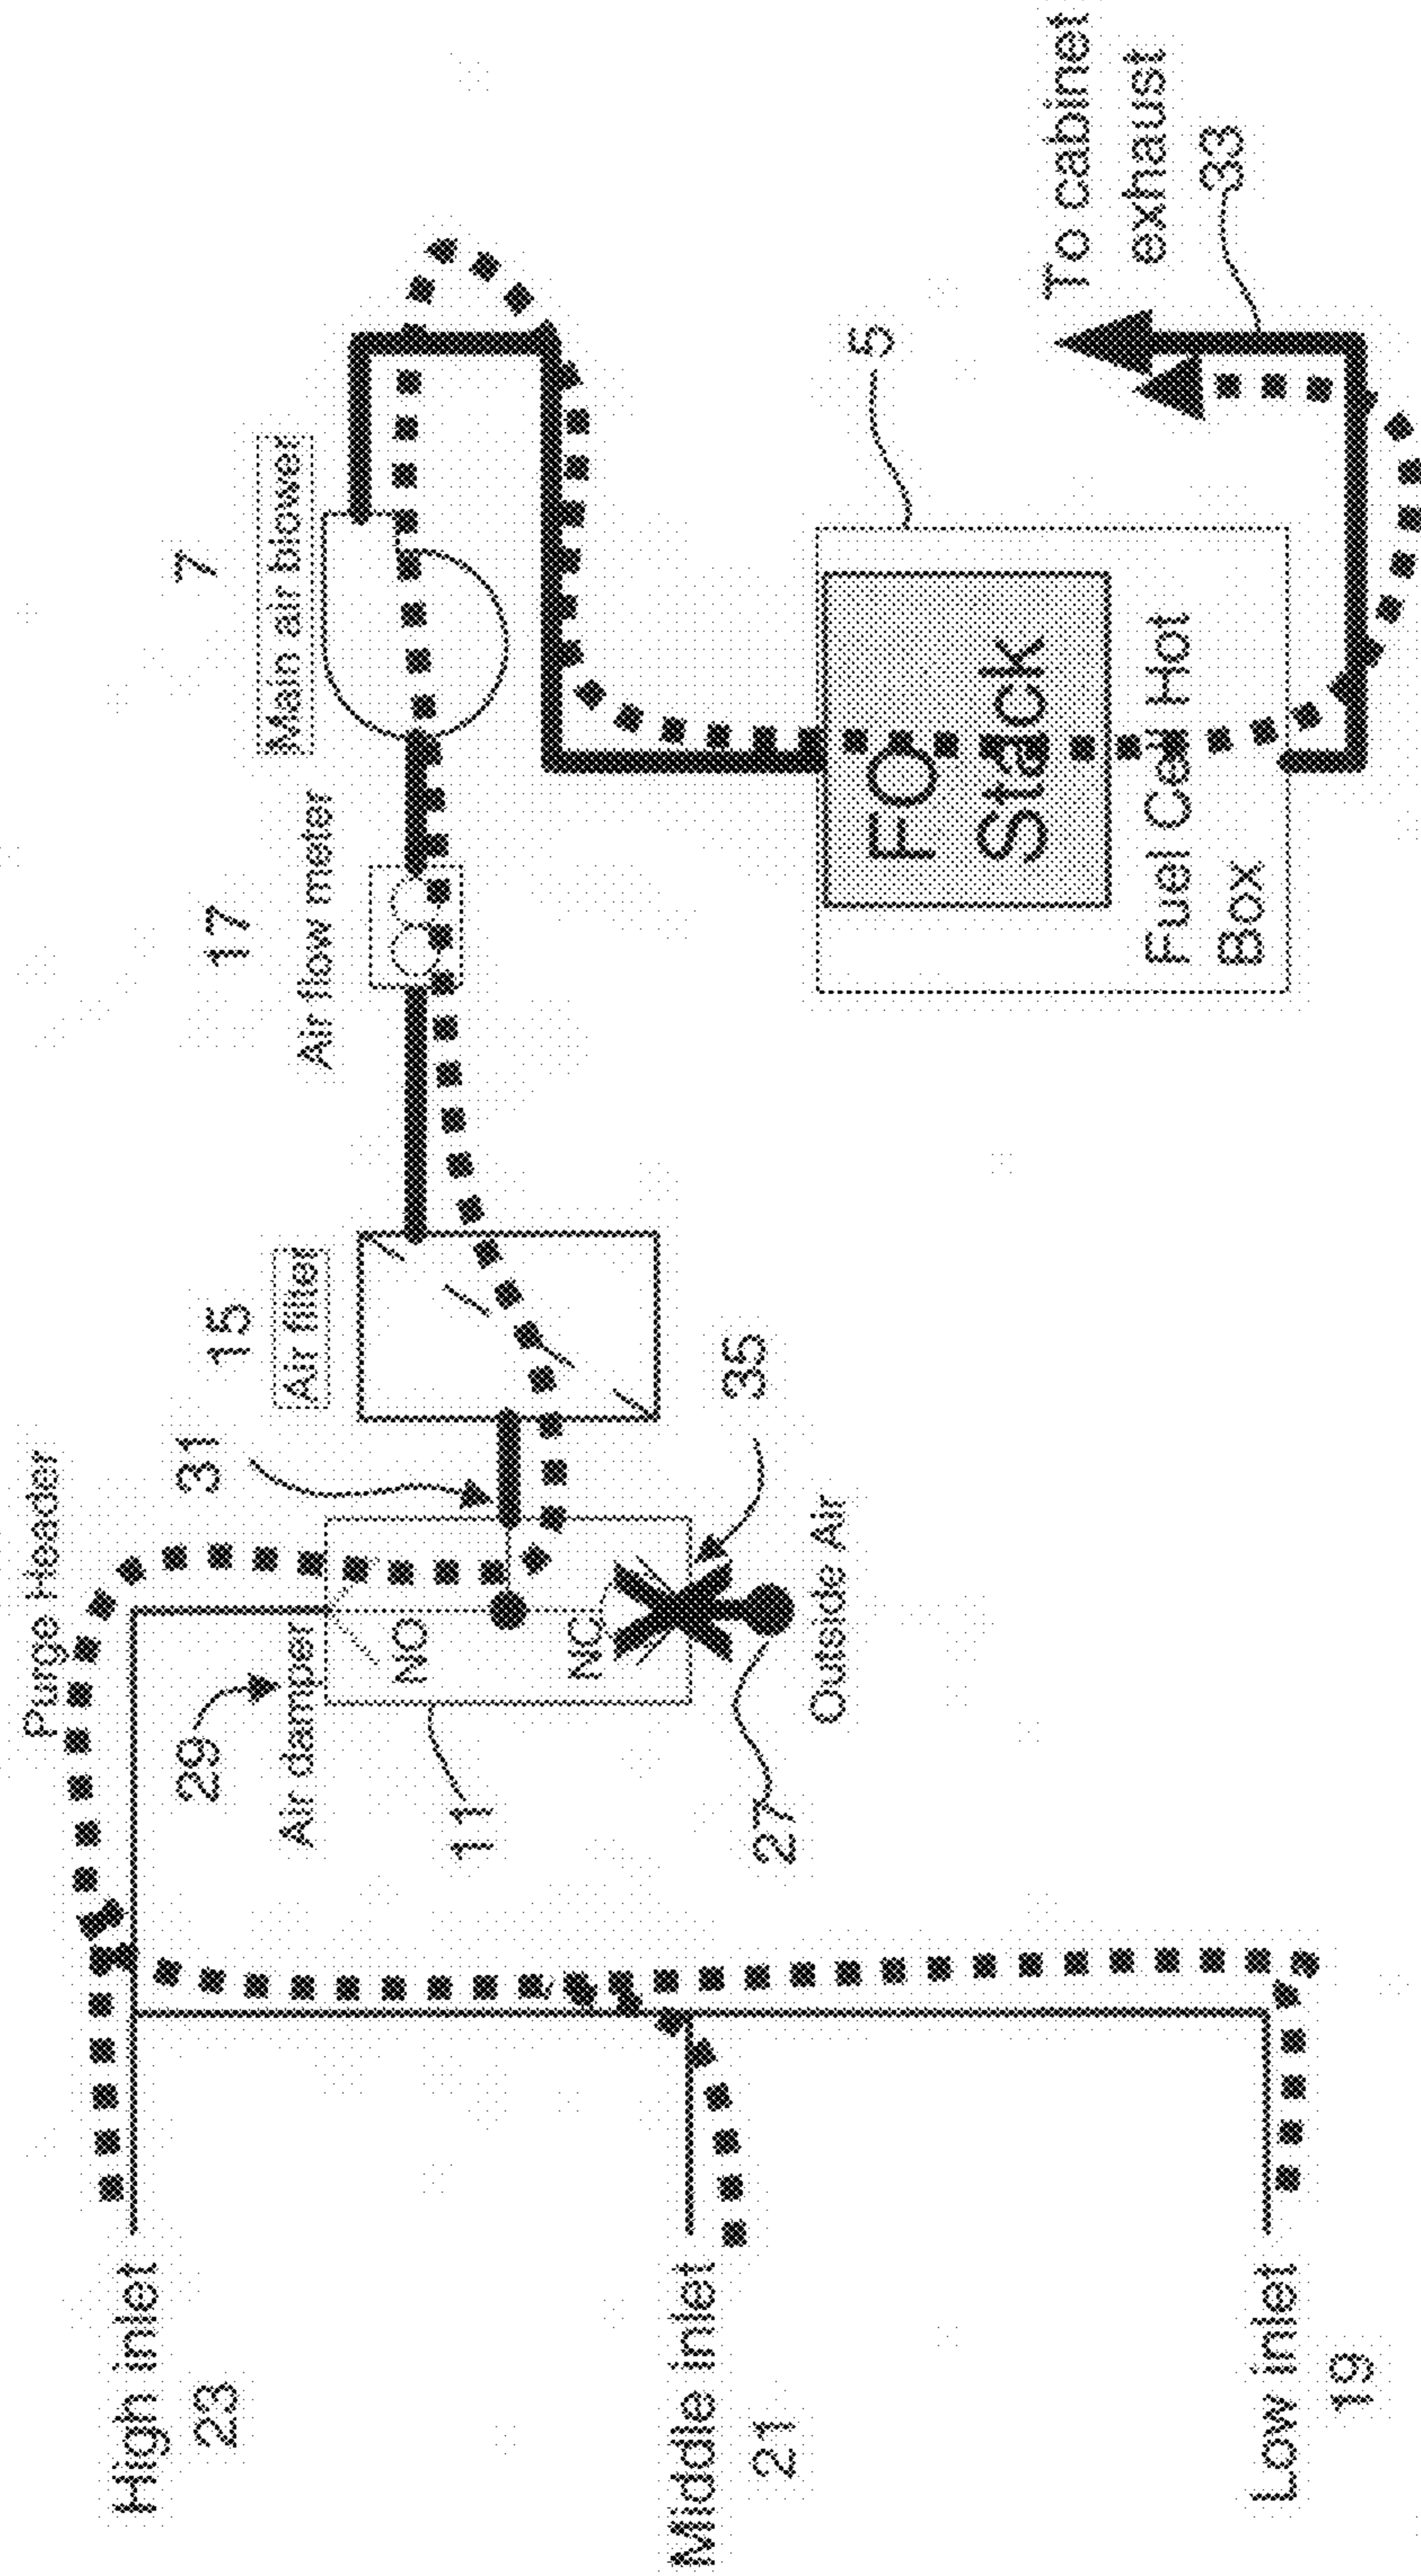 High inlet
23
Middle inlet
21
Low inlet
19
Purge Header
29
Air damper
11
NO
NC
27
Outside Air
31
35
15
Air filter
17
Air flow meter
7
Main air blower
5
FC
Stack
Fuel Cell Hot
Box
To cabinet
exhaust
33